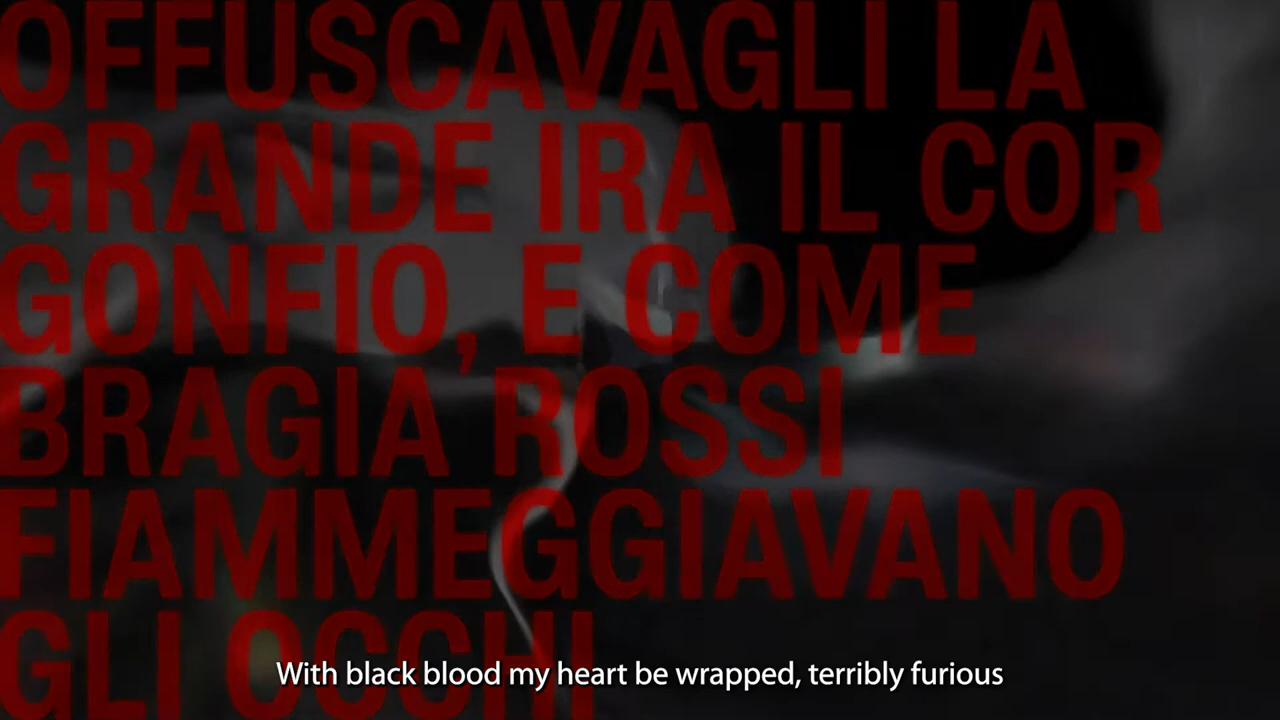 OFFUSCAVAGLI LA
GRANDE IRA IL COR
GONFIO, E COME
BRAGIA ROSSI
FIAMMEGGIAVANO
GLI OCCHI
With black blood my heart be wrapped, terribly furious